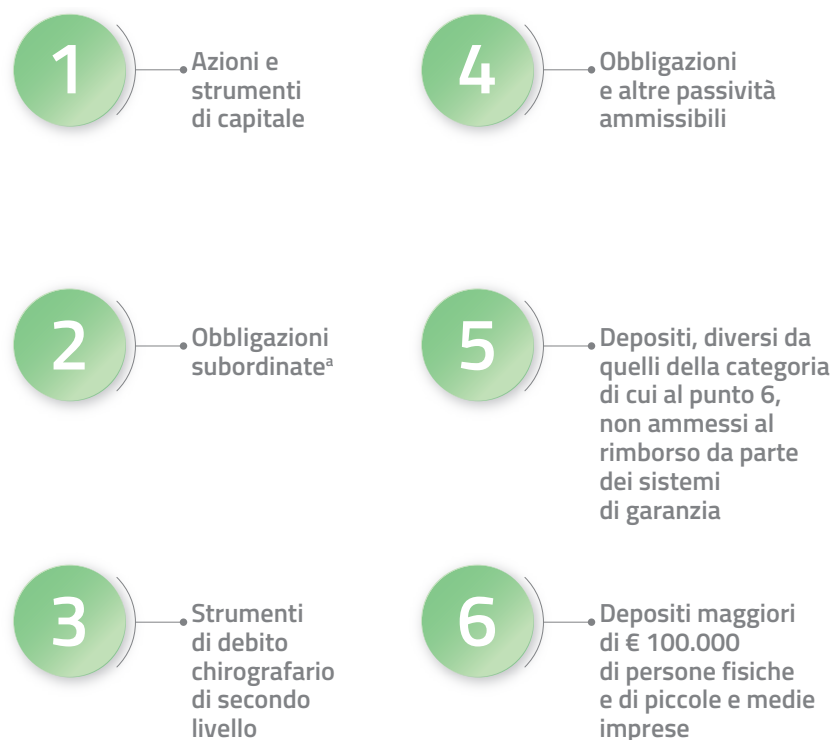 1
Azioni e
strumenti
di capitale
2
Obbligazioni
subordinateª
3
Strumenti
di debito
chirografario
di secondo
livello
4
Obbligazioni
e altre passività
ammissibili
5
Depositi, diversi da
quelli della categoria
di cui al punto 6,
non ammessi al
rimborso da parte
dei sistemi
di garanzia
6
Depositi maggiori
di € 100.000
di persone fisiche
e di piccole e medie
imprese